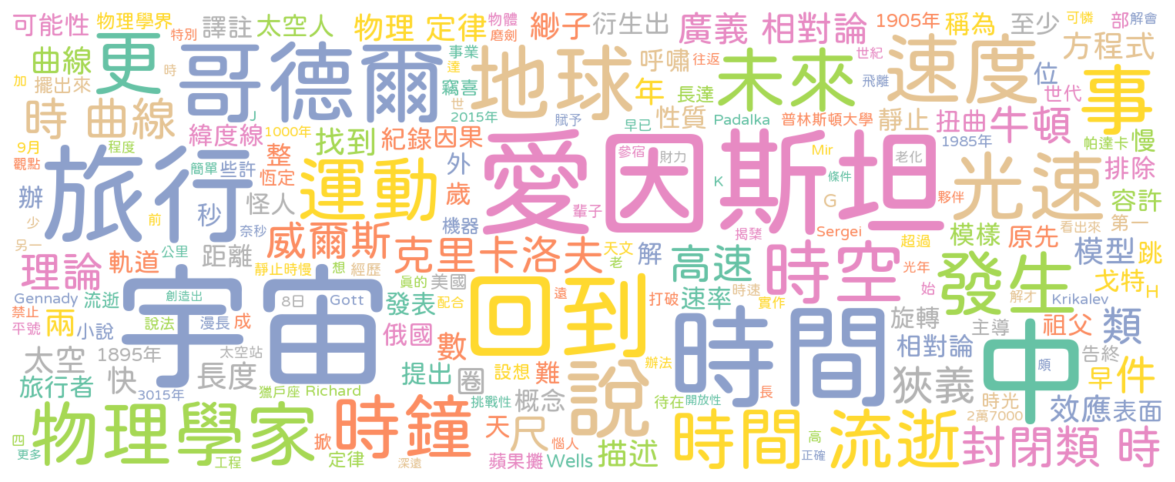 可能性 物理學界 譯註 太空人 物理 定律 物體 緲子 衍生出 廣義 相對論 1905年 稱為 至少 可憐 部 解會
曲線 更 哥德爾 特別 磨劍 事業 地球 呼嘯 往返 未來 世紀 速度 方程式
加 擺出來 時 達 竊喜 年 長達 飛離 位 世代 事
時 曲線 緯度線 J 世 2015年 賦予 性質 早已 Padalka 普林斯頓大學 靜止 1985年 扭曲 牛頓
9月 1000年 找到 紀錄 因果 帕達卡 慢
觀點 程度 簡單 些許 整 外 愛因斯坦 參宿 財力 Mir 老化 光速 排除
辦 旅行 恆定 運動 歲 K 條件 G 夥伴 容許
少 前 秒 怪人 機器 輩子 揭櫫 Sergei 第一
另一 奈秒 威爾斯 克里卡洛夫 天文 解 超過 模樣 原先 看出來
理論 軌道 公里 距離 靜止時慢 想 經歷 老 高速 時空 光年 發生 模型 跳
Gennady 流逝 創造出 宇宙 8日 Gott 真的 美國 回到 速率 時速 實作 始 解才 Krikalev 戈特 H
禁止 平號 兩 小說 說法 漫長 成 發表 配合 遠 打破 時間 旋轉 主導 中 祖父 類
太空 1895年 太空站 俄國 數 設想 難 辦法 相對論 頗 告終
旅行者 快 3015年 長度 獵戶座 Richard 提出 圈 挑戰性 概念 說 長 待在 開放性 狹義 時光 早 件
四 物理學家 時鐘 天 尺 時間 流逝 高 2萬7000 效應 表面
更多 工程 掀 定律 深遠 蘋果攤 惱人 Wells 描述 正確 封閉類 時